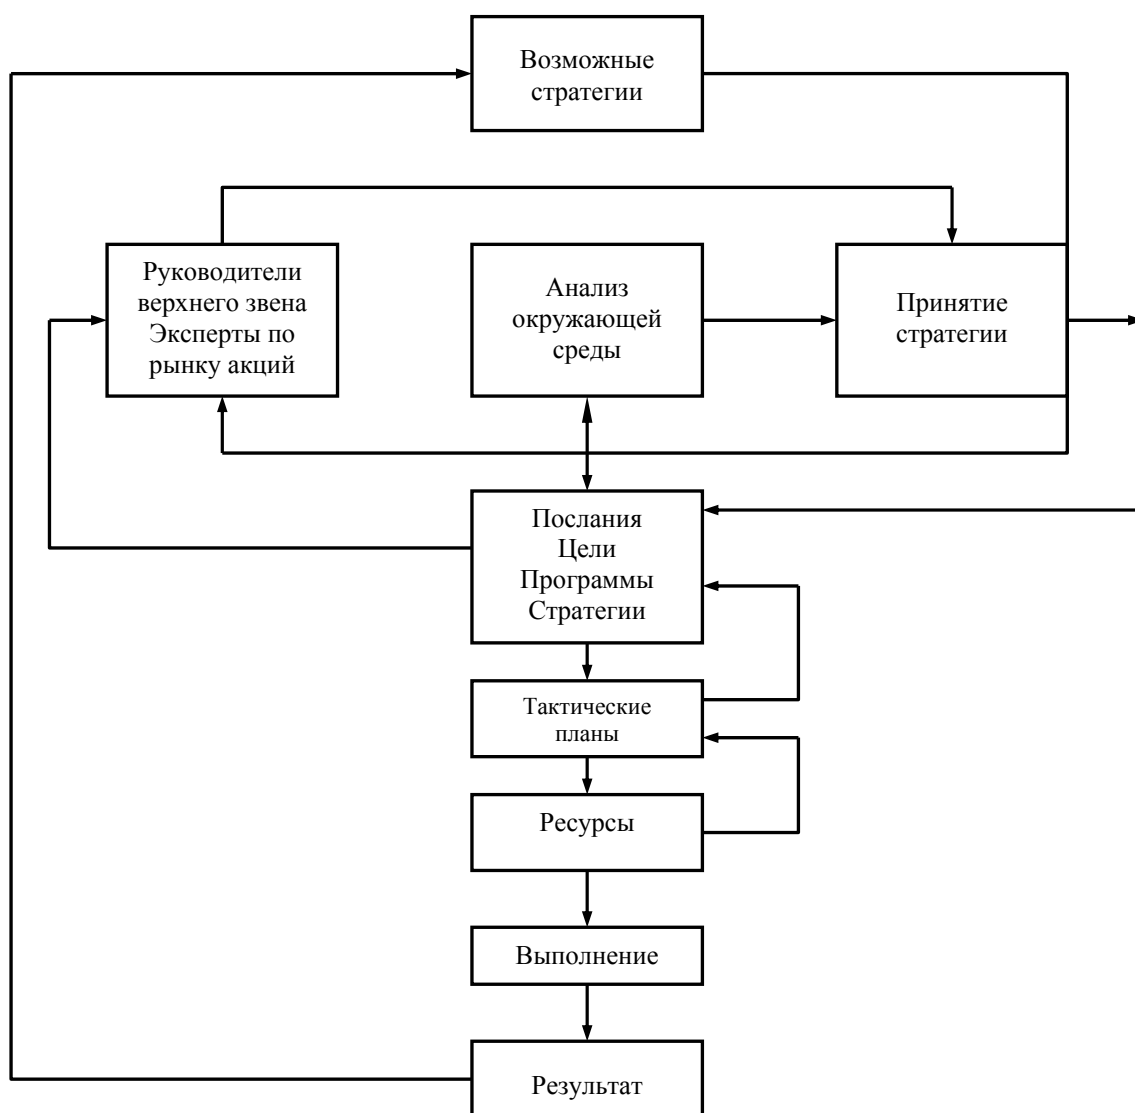 Возможные
стратегии
Руководители
верхнего звена
Эксперты по
рынку акций
Анализ
окружающей
среды
Принятие
стратегии
Послания
Цели
Программы
Стратегии
Тактические
планы
Ресурсы
Выполнение
Результат